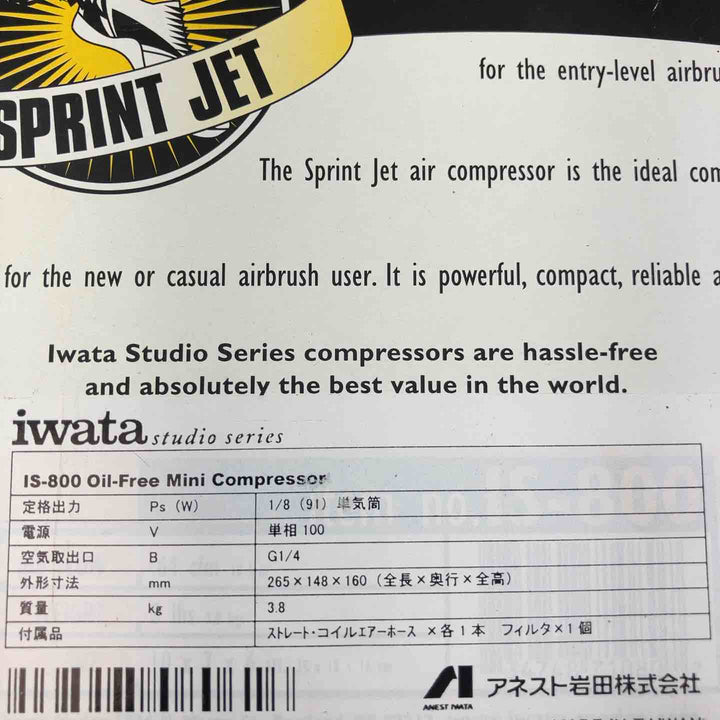 SPRINT JET
for the entry-level airbru
The Sprint Jet air compressor is the ideal com
for the new or casual airbrush user. It is powerful, compact, reliable a
Iwata Studio Series compressors are hassle-free
and absolutely the best value in the world.
iwata studio series
IS-800 Oil-Free Mini Compressor
定格出力 Ps (W) 1/8 (91) 単気筒
電源 V 単相100
空気取出口 B G1/4
外形寸法 mm 265×148×160 (全長×奥行×全高)
質量 kg 3.8
付属品 ストレート・コイルエアーホース ×各1本 フィルタ×1個
ANEST IWATA アネスト岩田株式会社